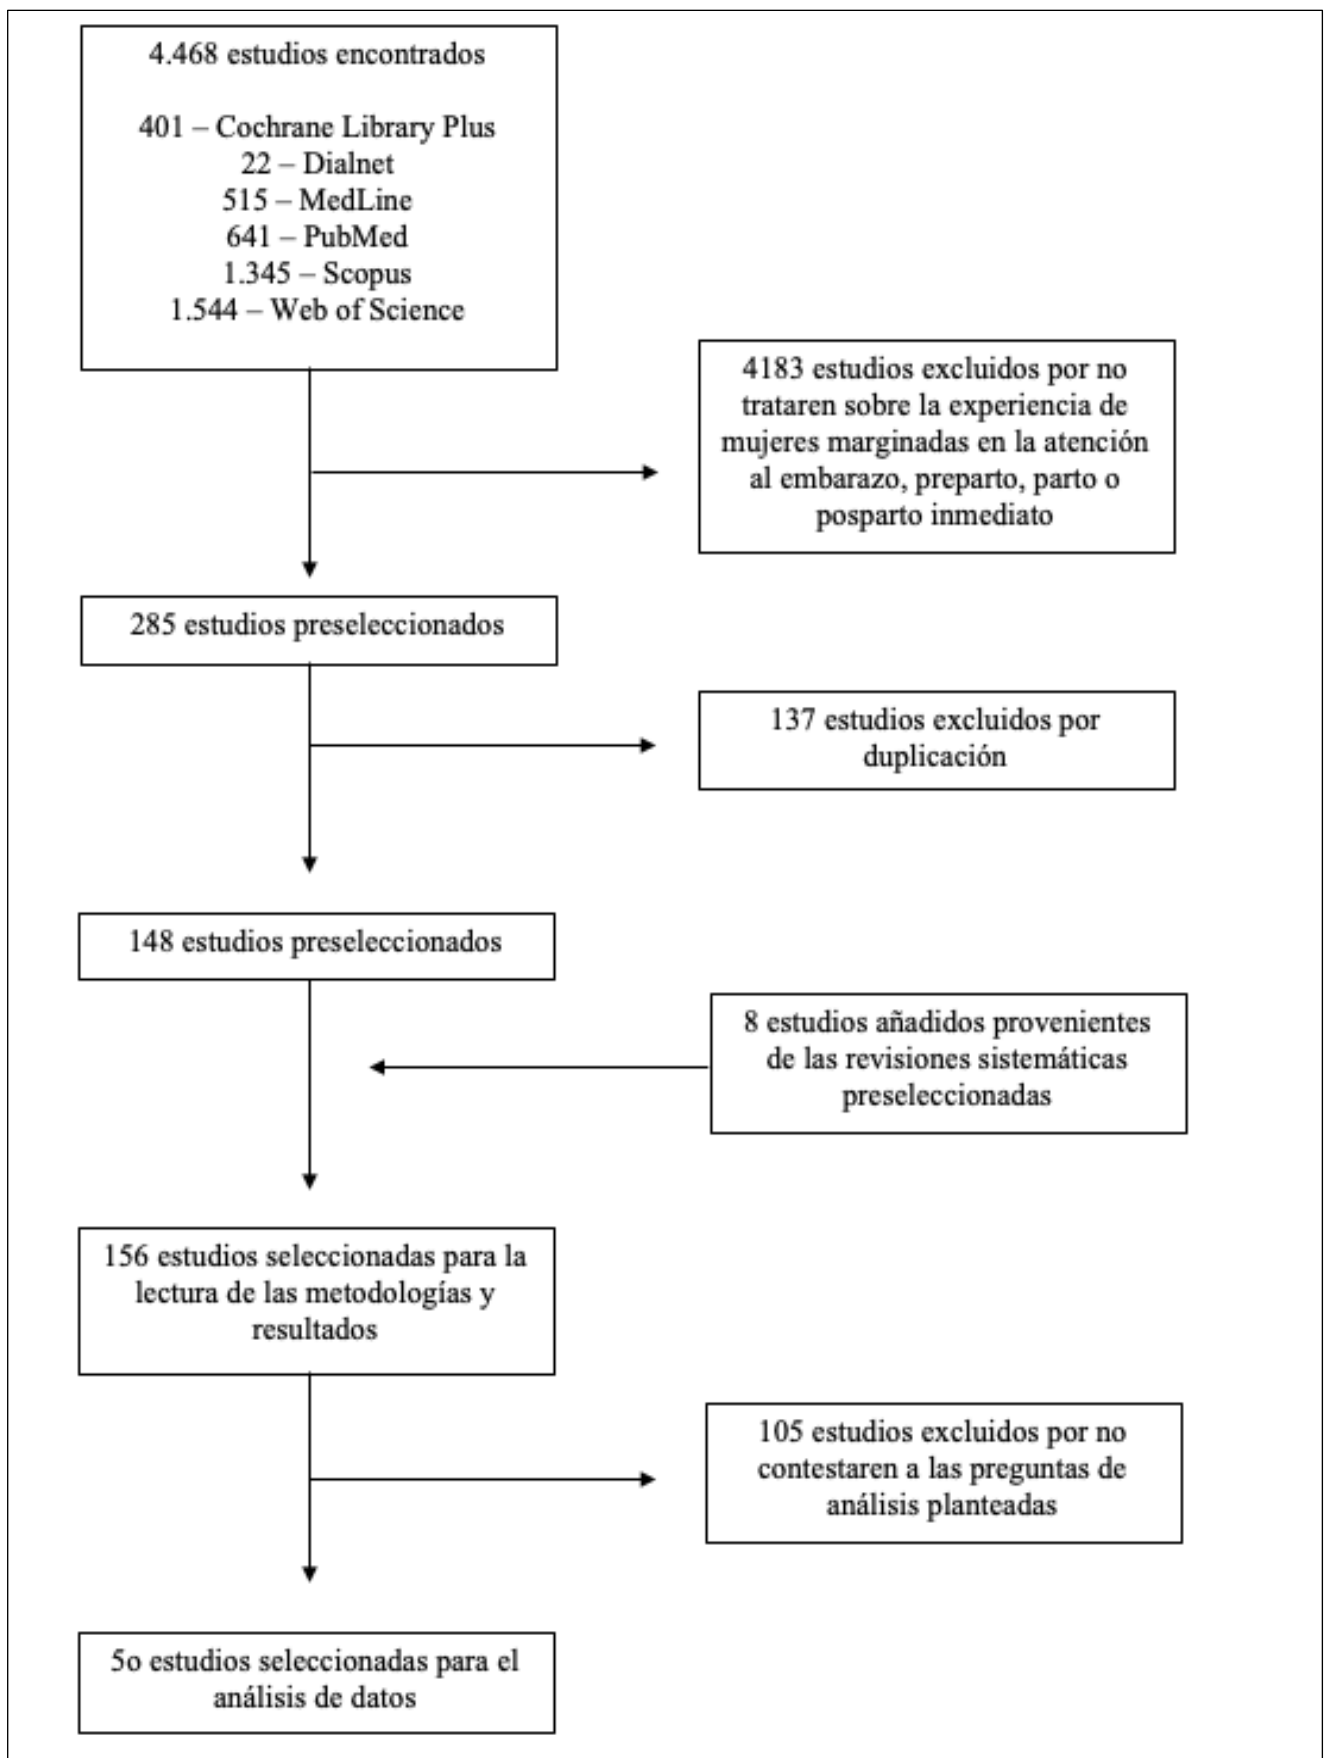 4.468 estudios encontrados
401 – Cochrane Library Plus
22 – Dialnet
515 – MedLine
641 – PubMed
1.345 – Scopus
1.544 – Web of Science
4183 estudios excluidos por no
trataren sobre la experiencia de
mujeres marginadas en la atención
al embarazo, preparto, parto o
posparto inmediato
285 estudios preseleccionados
137 estudios excluidos por
duplicación
148 estudios preseleccionados
8 estudios añadidos provenientes
de las revisiones sistemáticas
preseleccionadas
156 estudios seleccionadas para la
lectura de las metodologías y
resultados
105 estudios excluidos por no
contestaren a las preguntas de
análisis planteadas
5o estudios seleccionadas para el
análisis de datos